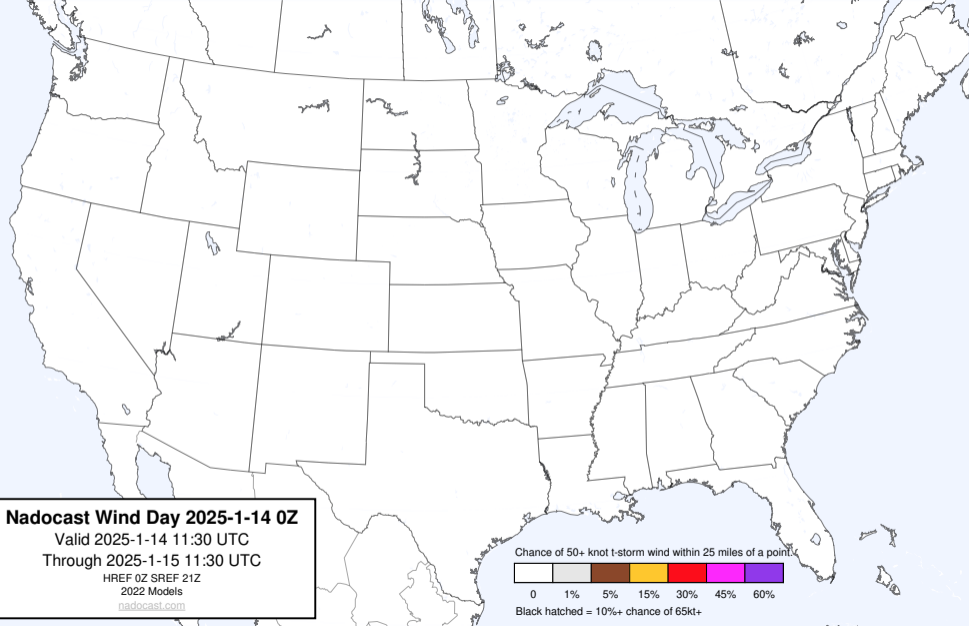 Nadocast Wind Day 2025-1-14 0Z
Valid 2025-1-14 11:30 UTC
Through 2025-1-15 11:30 UTC
HREF 0Z SREF 21Z
2022 Models
nadocast.com
Chance of 50+ knot t-storm wind within 25 miles of a point.
0 1% 5% 15% 30% 45% 60%
Black hatched = 10%+ chance of 65kt+